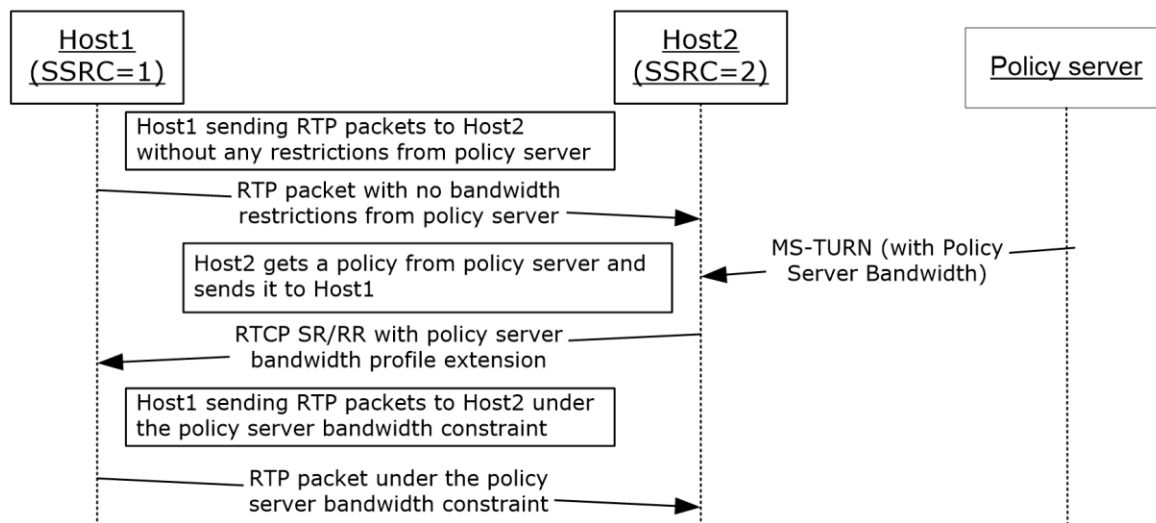 Host1
(SSRC=1)
Host2
(SSRC=2)
Policy server
Host1 sending RTP packets to Host2
without any restrictions from policy server
RTP packet with no bandwidth
restrictions from policy server
MS-TURN (with Policy
Server Bandwidth)
Host2 gets a policy from policy server and
sends it to Host1
RTCP SR/RR with policy server
bandwidth profile extension
Host1 sending RTP packets to Host2 under
the policy server bandwidth constraint
RTP packet under the policy
server bandwidth constraint